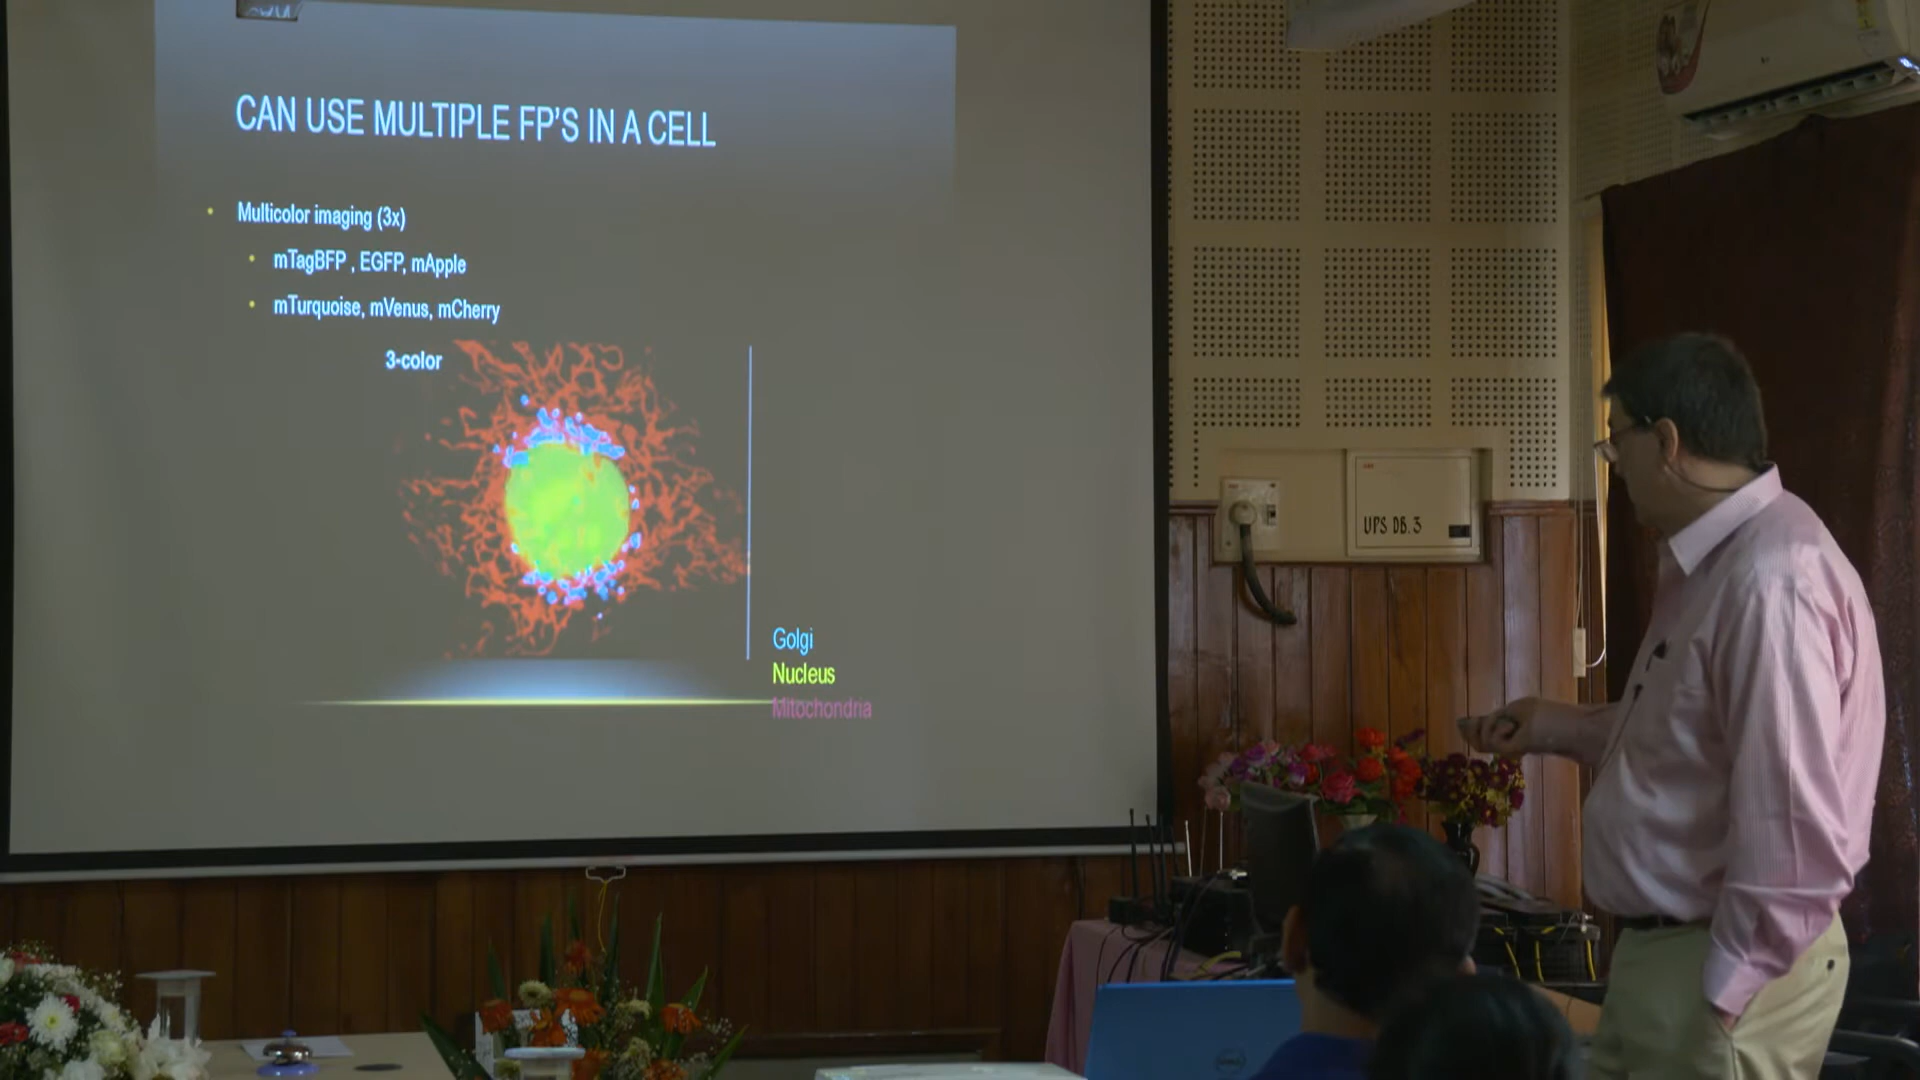 CAN USE MULTIPLE FP'S IN A CELL
Multicolor imaging (3x)
mTagBFP , EGFP, mApple
mTurquoise, mVenus, mCherry
3-color
Golgi
Nucleus
Mitochondria
UPS DB.3
DELL